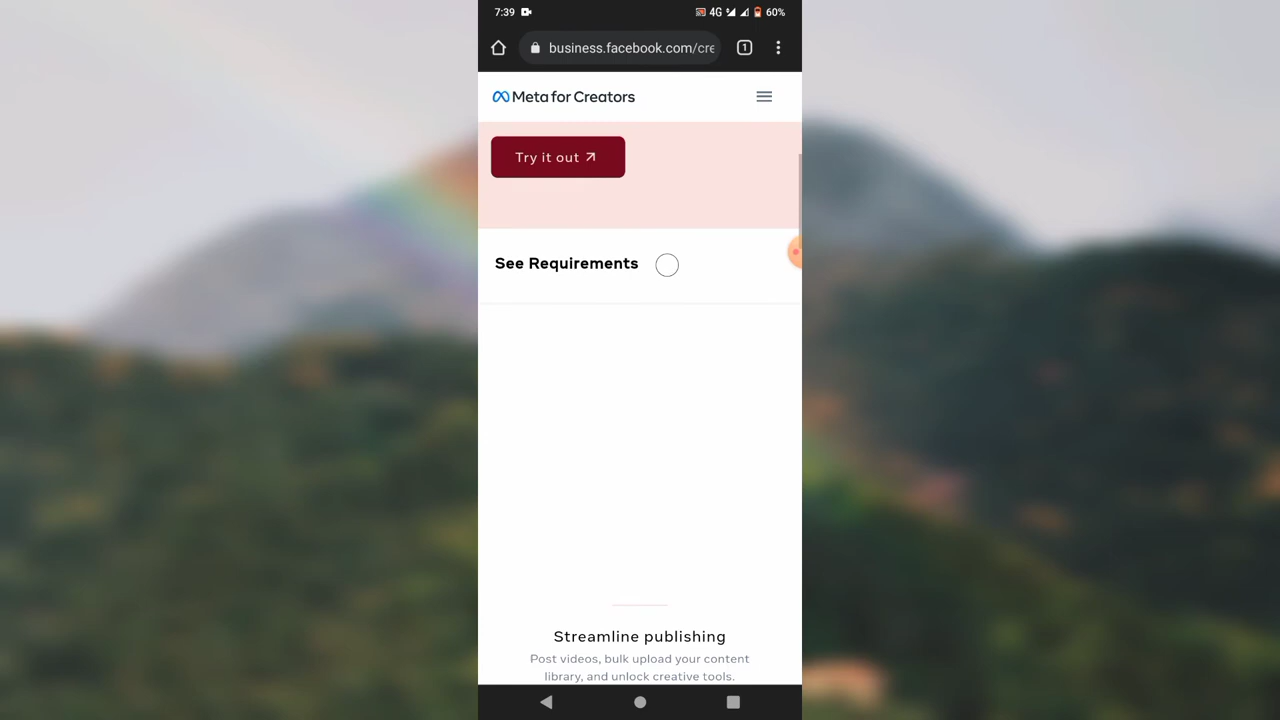 7:39
4G
60%
business.facebook.com/cre
1
Meta for Creators
Try it out
See Requirements
Streamline publishing
Post videos, bulk upload your content
library, and unlock creative tools.